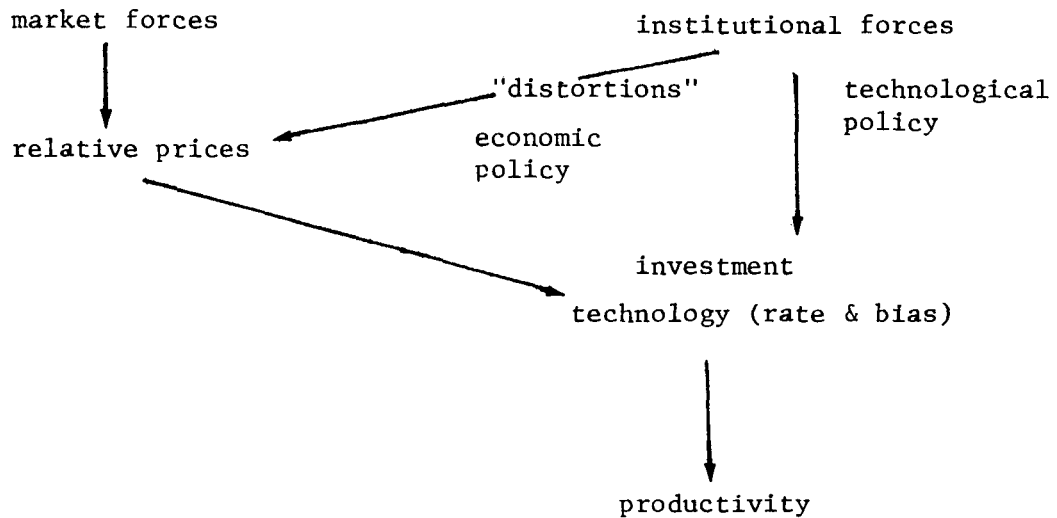 market forces
institutional forces
"distortions"
technological
policy
economic
policy
relative prices
investment
technology (rate & bias)
productivity